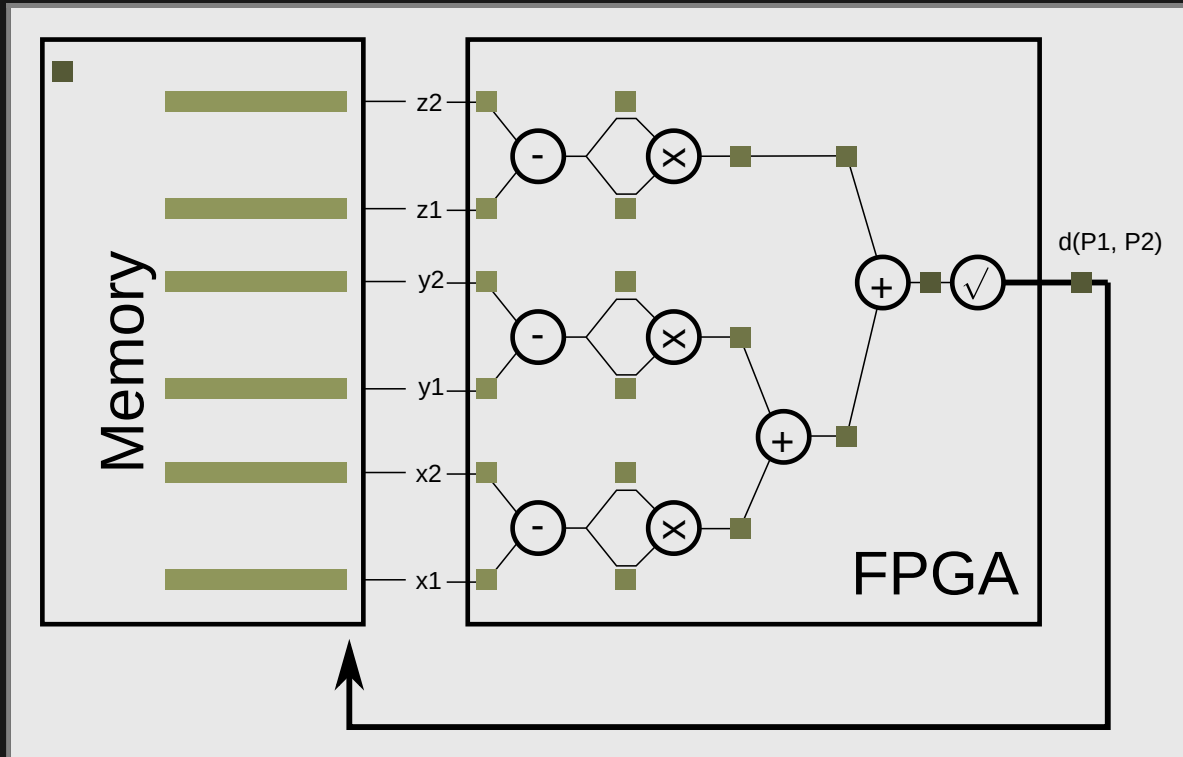 Memory
z2
z1
y2
y1
x2
x1
-
x
-
x
-
x
+
+
√
d(P1, P2)
FPGA